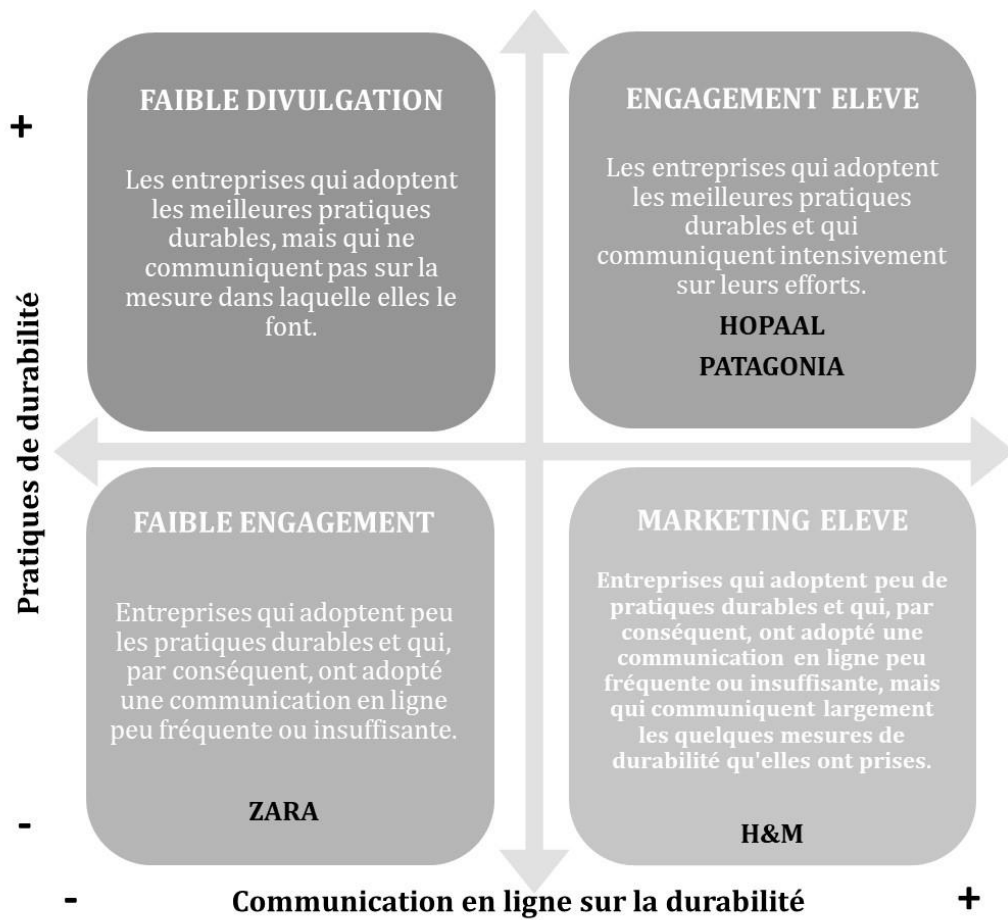 FAIBLE DIVULGATION
Les entreprises qui adoptent
les meilleures pratiques
durables, mais qui ne
communiquent pas sur la
mesure dans laquelle elles le
font.
ENGAGEMENT ELEVE
Les entreprises qui adoptent
les meilleures pratiques
durables et qui
communiquent intensivement
sur leurs efforts.
HOPAAL
PATAGONIA
+
Pratiques de durabilité
-
FAIBLE ENGAGEMENT
Entreprises qui adoptent peu
les pratiques durables et qui,
par conséquent, ont adopté
une communication en ligne
peu fréquente ou insuffisante.
ZARA
MARKETING ELEVE
Entreprises qui adoptent peu de
pratiques durables et qui, par
conséquent, ont adopté une
communication en ligne peu
fréquente ou insuffisante, mais
qui communiquent largement
les quelques mesures de
durabilité qu'elles ont prises.
H&M
-
Communication en ligne sur la durabilité
+